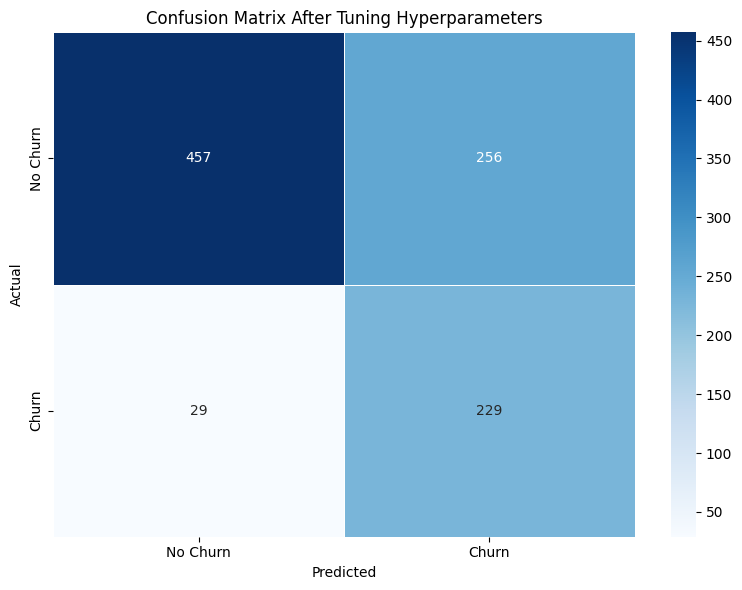 Confusion Matrix After Tuning Hyperparameters
Actual
No Churn
Churn
457
256
29
229
No Churn
Churn
Predicted
450
400
350
300
250
200
150
100
50